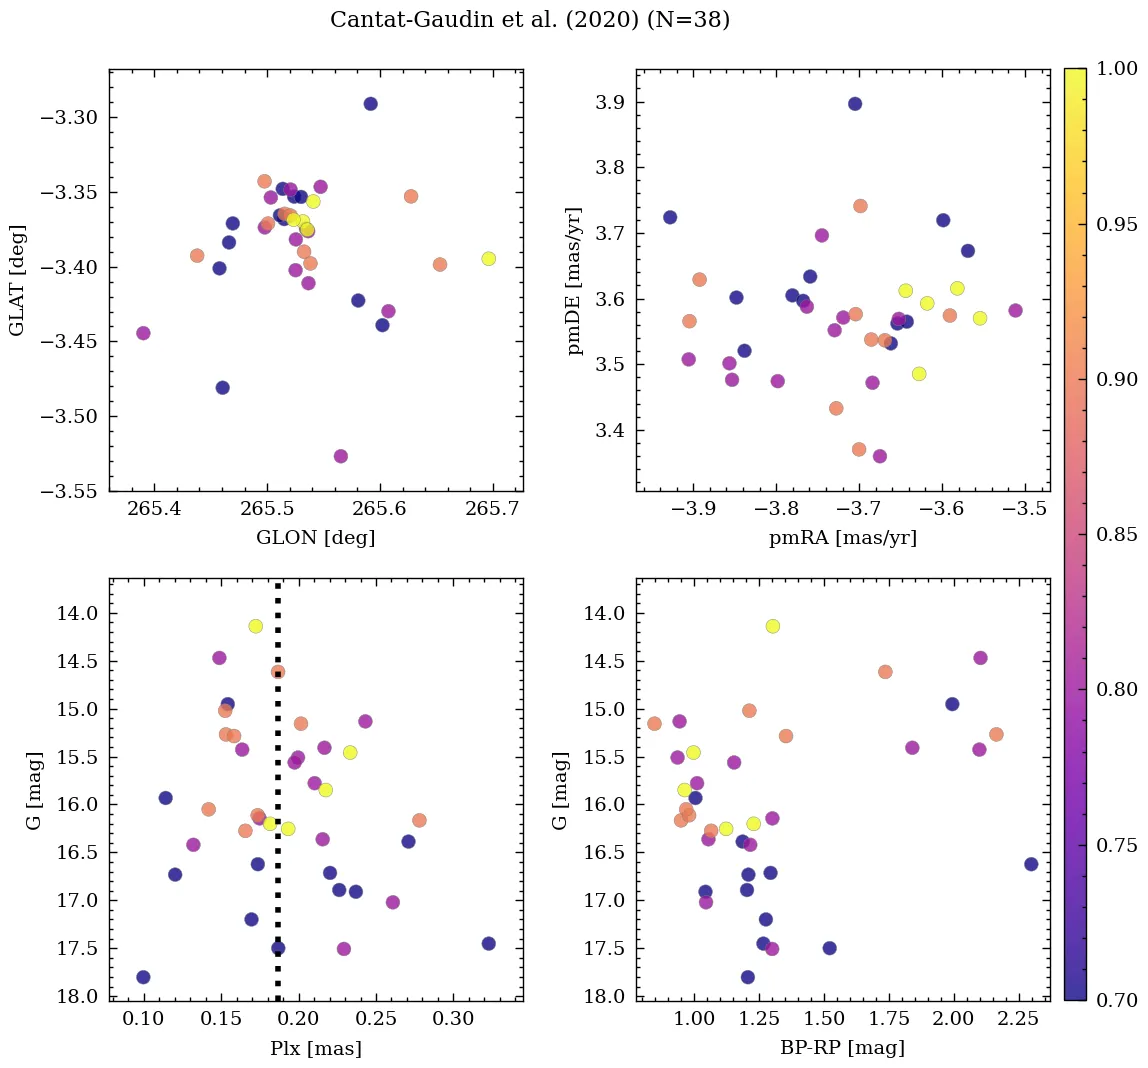 Cantat-Gaudin et al. (2020) (N=38)
−3.30
−3.35
−3.40
−3.45
−3.50
−3.55
GLAT [deg]
265.4 265.5 265.6 265.7
GLON [deg]
3.9
3.8
3.7
3.6
3.5
3.4
pmDE [mas/yr]
−3.9 −3.8 −3.7 −3.6 −3.5
pmRA [mas/yr]
1.00
0.95
0.90
0.85
0.80
0.75
0.70
14.0
14.5
15.0
15.5
16.0
16.5
17.0
17.5
18.0
G [mag]
0.10 0.15 0.20 0.25 0.30
Plx [mas]
14.0
14.5
15.0
15.5
16.0
16.5
17.0
17.5
18.0
G [mag]
1.00 1.25 1.50 1.75 2.00 2.25
BP-RP [mag]